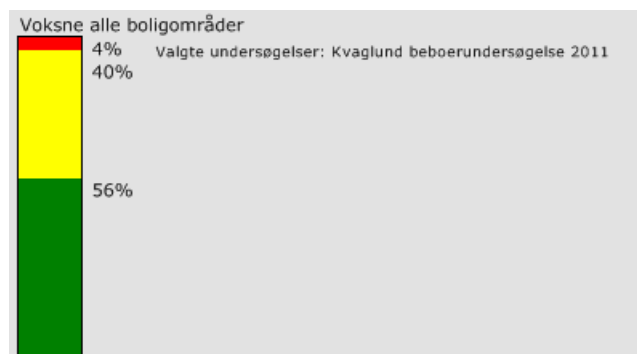 Voksne alle boligområder
4% Valgte undersøgelser: Kvaglund beboerundersøgelse 2011
40%
56%